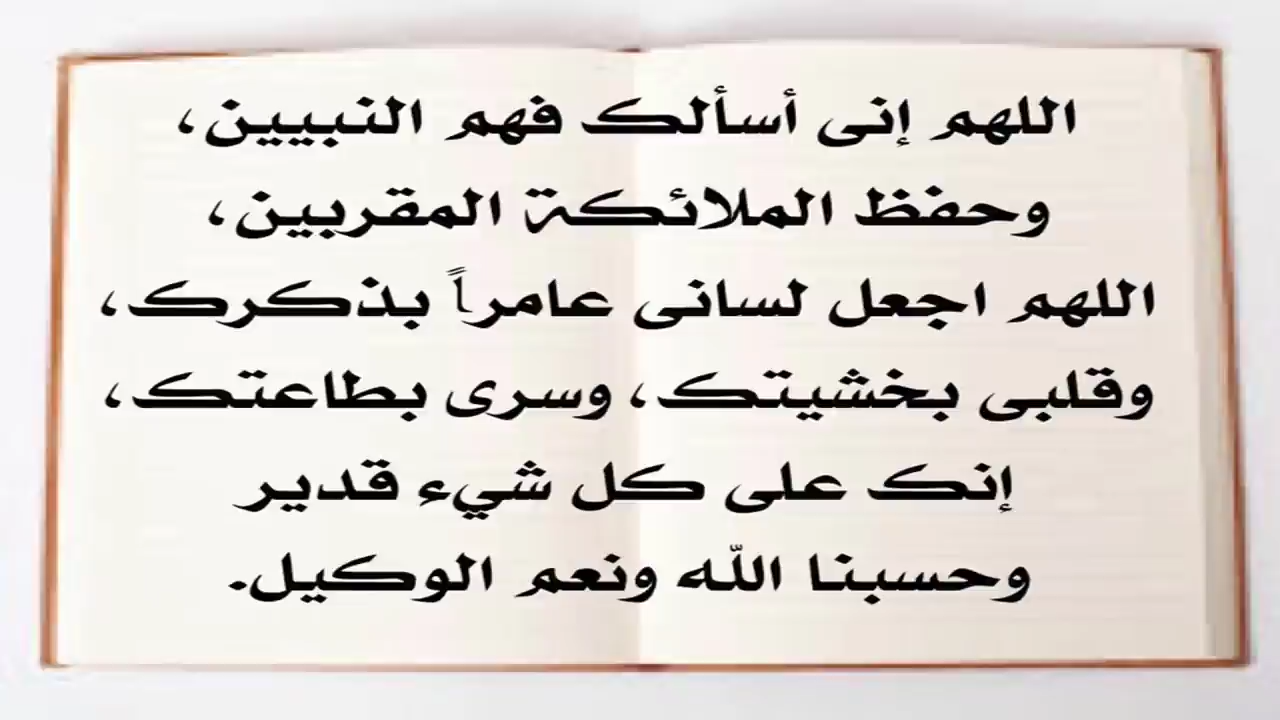 اللهم إنى أسألك فهم النبيين،
وحفظ الملائكة المقربين،
اللهم اجعل لسانى عامراً بذكرك،
وقلبى بخشيتك، وسرى بطاعتك،
إنك على كل شيء قدير
وحسبنا الله ونعم الوكيل.